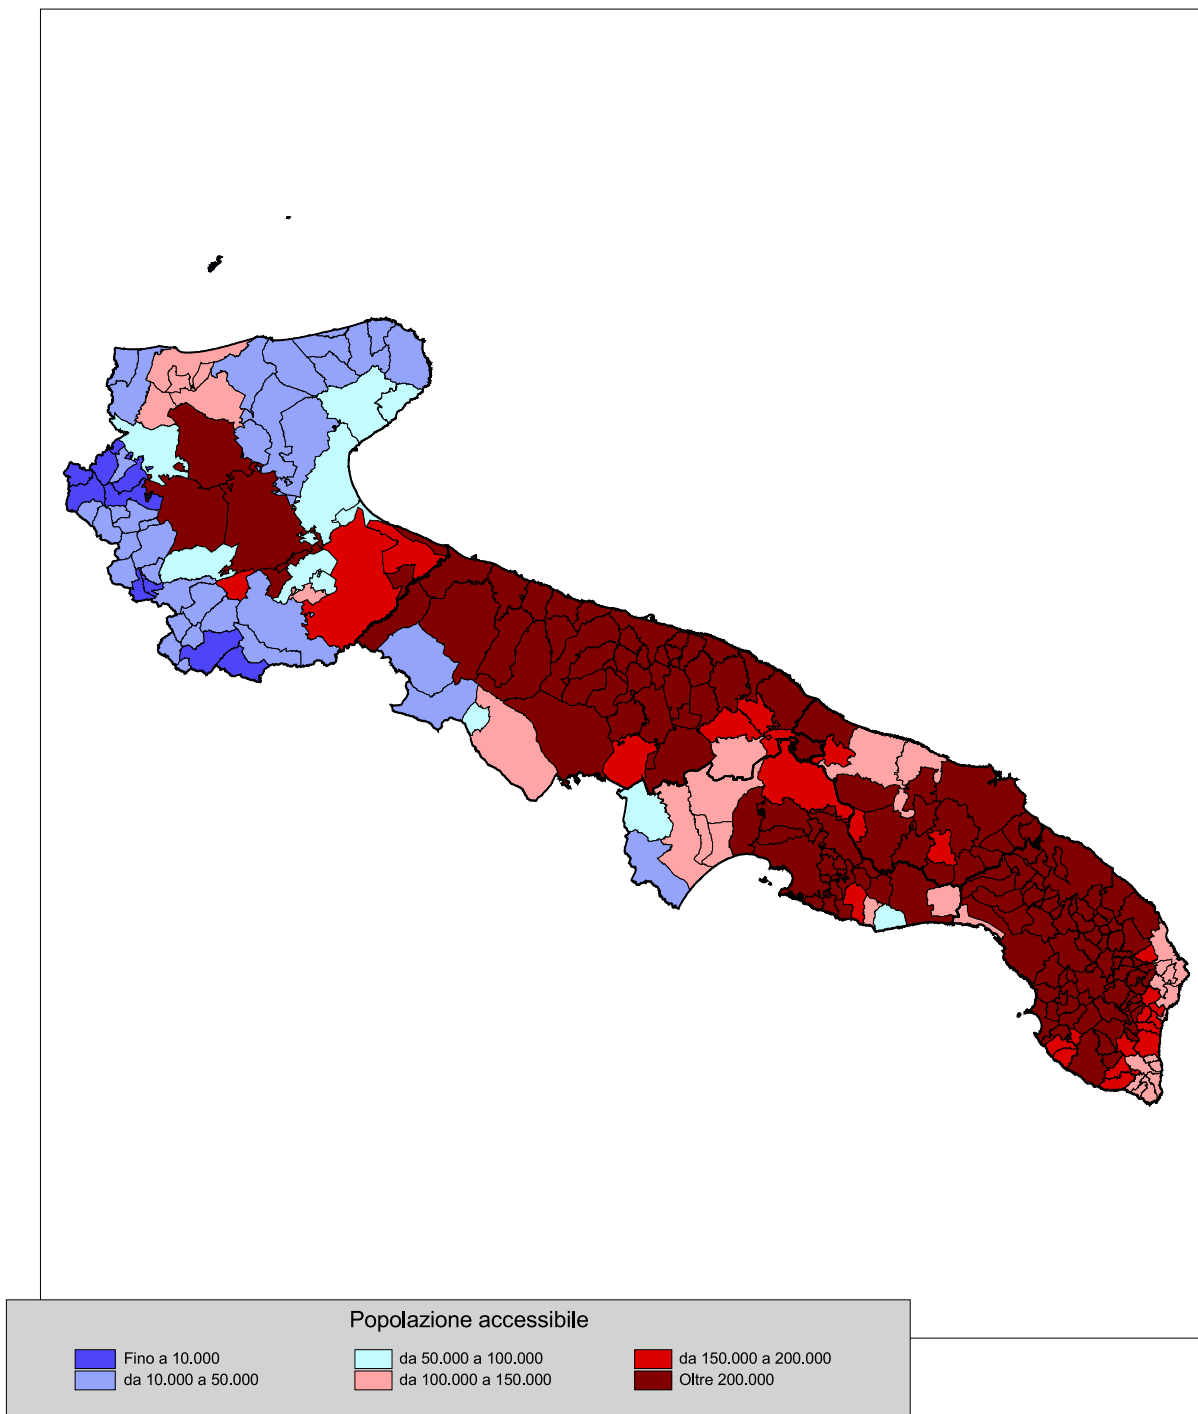 Popolazione accessibile
Fino a 10.000
da 10.000 a 50.000
da 50.000 a 100.000
da 100.000 a 150.000
da 150.000 a 200.000
Oltre 200.000